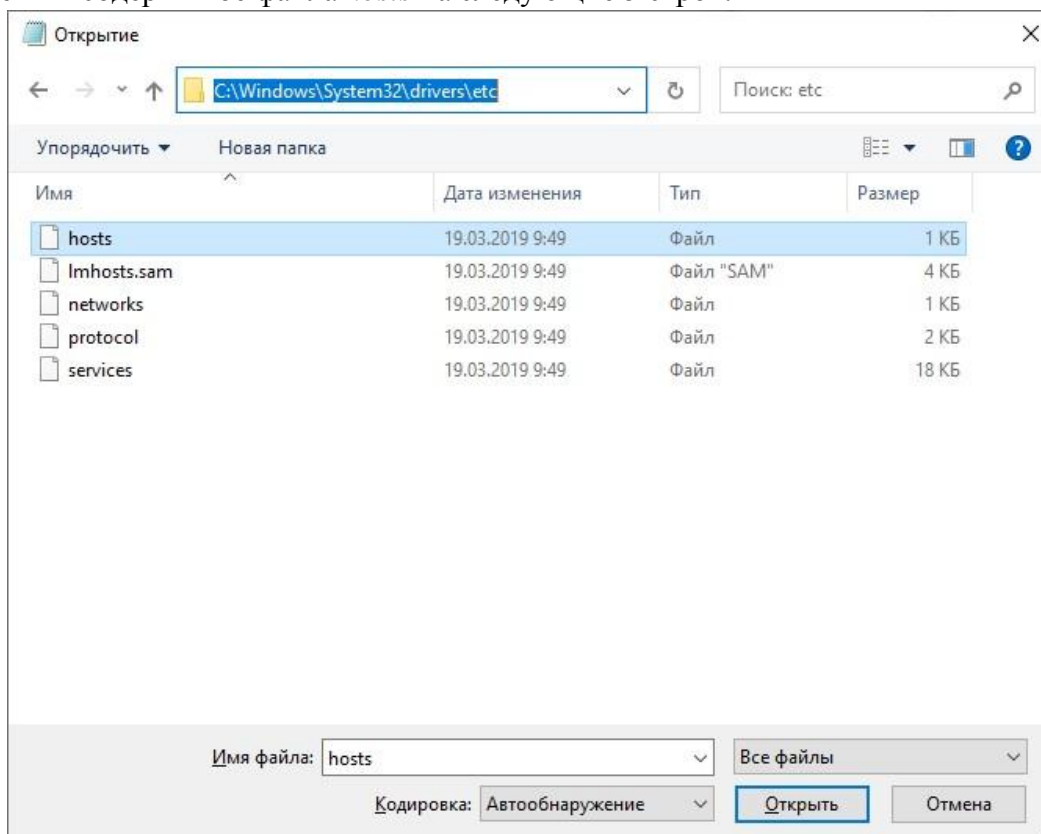 Открытие
C:\Windows\System32\drivers\etc
Поиск: etc
Упорядочить
Новая папка
Имя Дата изменения Тип Размер
hosts 19.03.2019 9:49 Файл 1 КБ
lmhosts.sam 19.03.2019 9:49 Файл "SAM" 4 КБ
networks 19.03.2019 9:49 Файл 1 КБ
protocol 19.03.2019 9:49 Файл 2 КБ
services 19.03.2019 9:49 Файл 18 КБ
Имя файла: hosts Все файлы
Кодировка: Автообнаружение Открыть Отмена